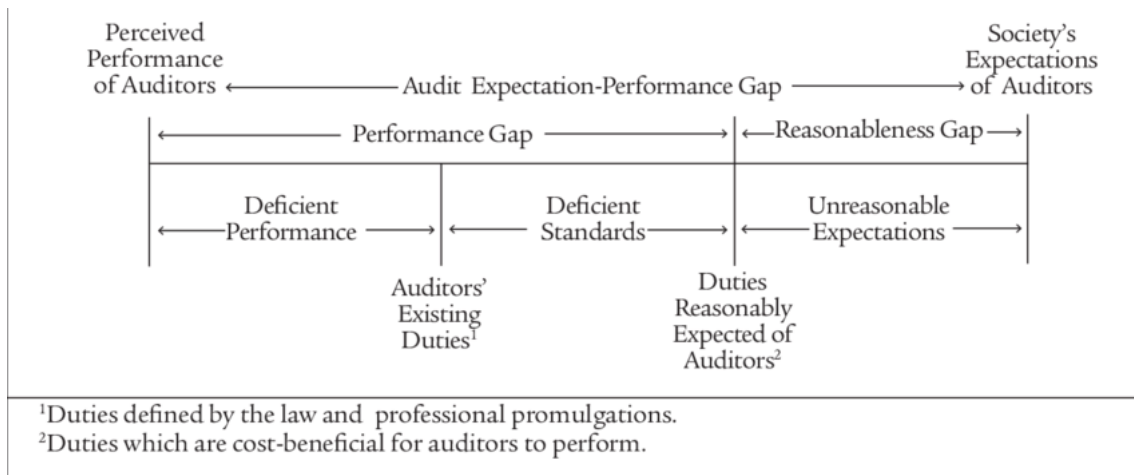 Perceived
Performance
of Auditors
Audit Expectation-Performance Gap
Society's
Expectations
of Auditors
Performance Gap
Reasonableness Gap
Deficient
Performance
Deficient
Standards
Unreasonable
Expectations
Auditors'
Existing
Duties¹
Duties
Reasonably
Expected of
Auditors²
¹Duties defined by the law and professional promulgations.
²Duties which are cost-beneficial for auditors to perform.